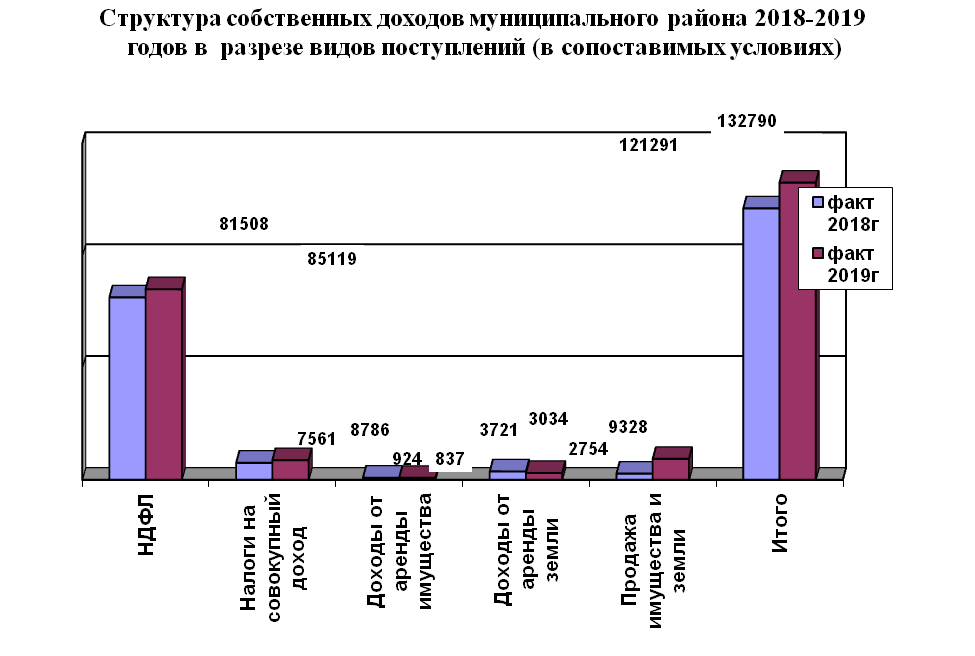 Структура собственных доходов муниципального района 2018-2019
годов в разрезе видов поступлений (в сопоставимых условиях)
132790
121291
81508
85119
факт
2018г
факт
2019г
7561
8786
924
837
3721
3034
2754
9328
НДФЛ
Налоги на
совокупный
доход
Доходы от
аренды
имущества
Доходы от
аренды
земли
Продажа
имущества и
земли
Итого